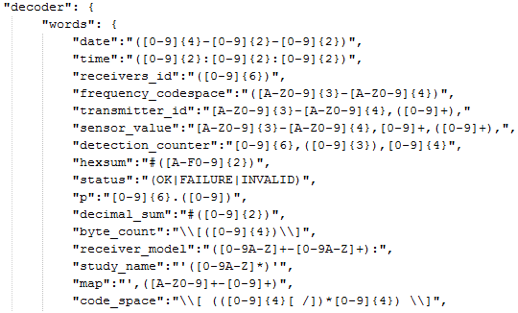 "decoder": {
"words": {
"date":"([0-9]{4}-[0-9]{2}-[0-9]{2})",
"time":"([0-9]{2}:[0-9]{2}:[0-9]{2})",
"receivers_id":"([0-9]{6})",
"frequency_codespace":"([A-Z0-9]{3}-[A-Z0-9]{4})",
"transmitter_id":"[A-Z0-9]{3}-[A-Z0-9]{4},([0-9]+),"
"sensor_value":"[A-Z0-9]{3}-[A-Z0-9]{4},[0-9]+,([0-9]+),",
"detection_counter":"[0-9]{6},([0-9]{3}),[0-9]{4}",
"hexsum":"#([A-F0-9]{2})",
"status":"(OK|FAILURE|INVALID)",
"p":"[0-9]{6}.([0-9])",
"decimal_sum":"#([0-9]{2})",
"byte_count":"\\[([0-9]{4})\\]",
"receiver_model":"([0-9A-Z]+-[0-9A-Z]+):",
"study_name":"'([0-9A-Z]*)'",
"map":"',([A-Z0-9]+-[0-9]+)",
"code_space":"\\[ (([0-9]{4}[ /])*[0-9]{4}) \\]",